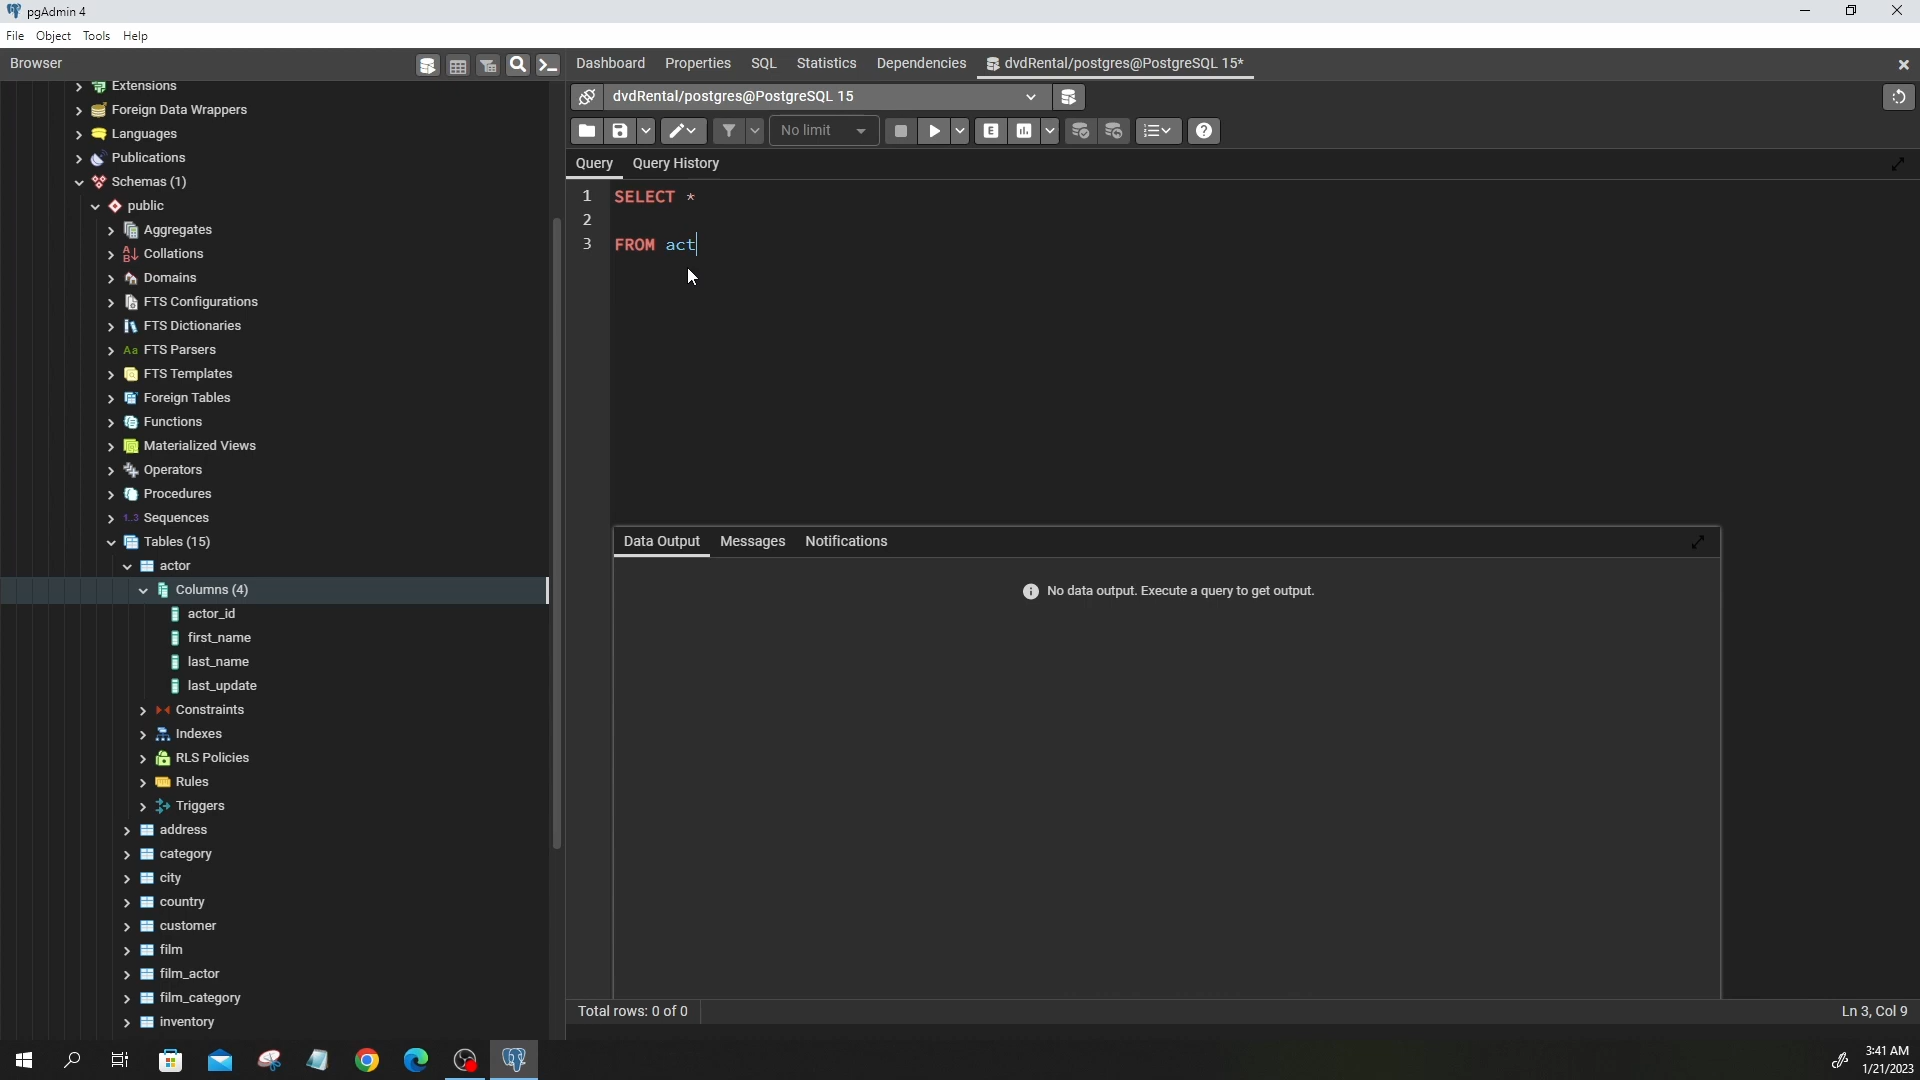 pgAdmin 4
File Object Tools Help
Browser
Dashboard Properties SQL Statistics Dependencies dvdRental/postgres@PostgreSQL 15*
Extensions
Foreign Data Wrappers
Languages
Publications
Schemas (1)
public
Aggregates
Collations
Domains
FTS Configurations
FTS Dictionaries
Aa FTS Parsers
FTS Templates
Foreign Tables
Functions
Materialized Views
Operators
Procedures
1..3 Sequences
Tables (15)
actor
Columns (4)
actor_id
first_name
last_name
last_update
Constraints
Indexes
RLS Policies
Rules
Triggers
address
category
city
country
customer
film
film_actor
film_category
inventory
dvdRental/postgres@PostgreSQL 15
No limit E
Query Query History
1 SELECT *
2
3 FROM act
Data Output Messages Notifications
No data output. Execute a query to get output.
Total rows: 0 of 0
Ln 3, Col 9
3:41 AM
1/21/2023